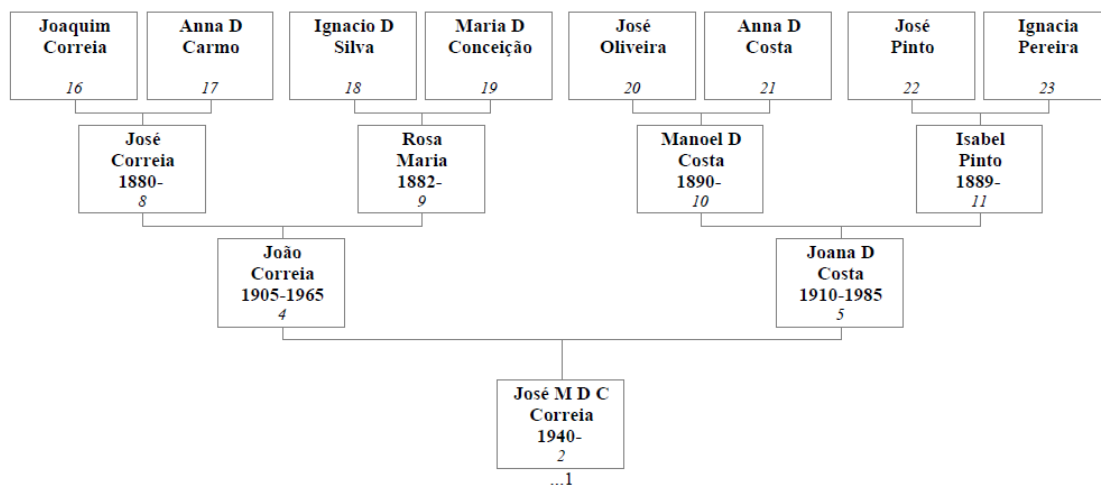 Joaquim
Correia
16
Anna D
Carmo
17
Ignacio D
Silva
18
Maria D
Conceição
19
José
Oliveira
20
Anna D
Costa
21
José
Pinto
22
Ignacia
Pereira
23
José
Correia
1880-
8
Rosa
Maria
1882-
9
Manoel D
Costa
1890-
10
Isabel
Pinto
1889-
11
João
Correia
1905-1965
4
Joana D
Costa
1910-1985
5
José M D C
Correia
1940-
2
...1